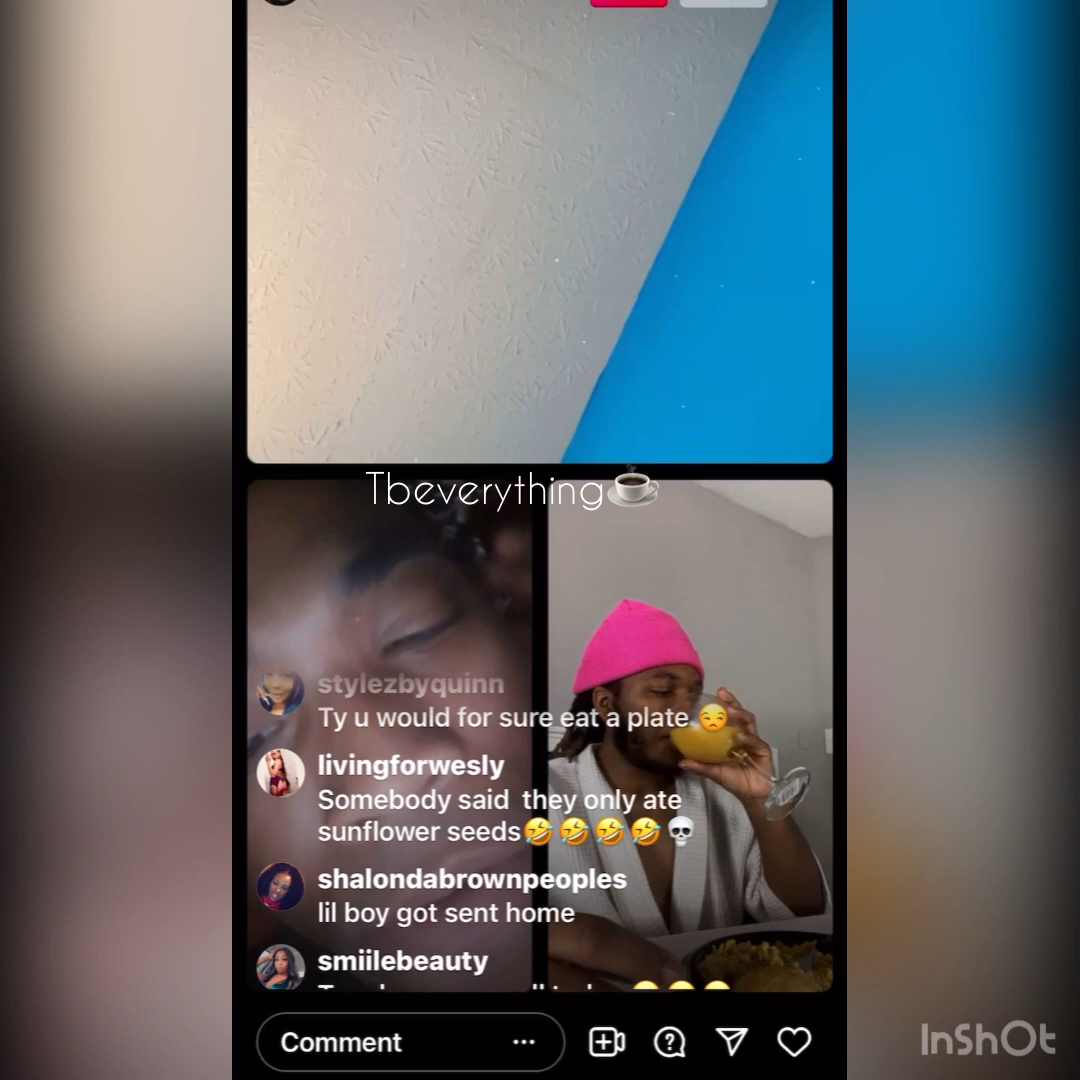 Tbeverything
stylezbyquinn
Ty u would for sure eat a plate
livingforwesly
Somebody said they only ate
sunflower seeds🤣🤣🤣🤣💀
shalondabrownpeoples
lil boy got sent home
smiilebeauty
Comment
InShOt